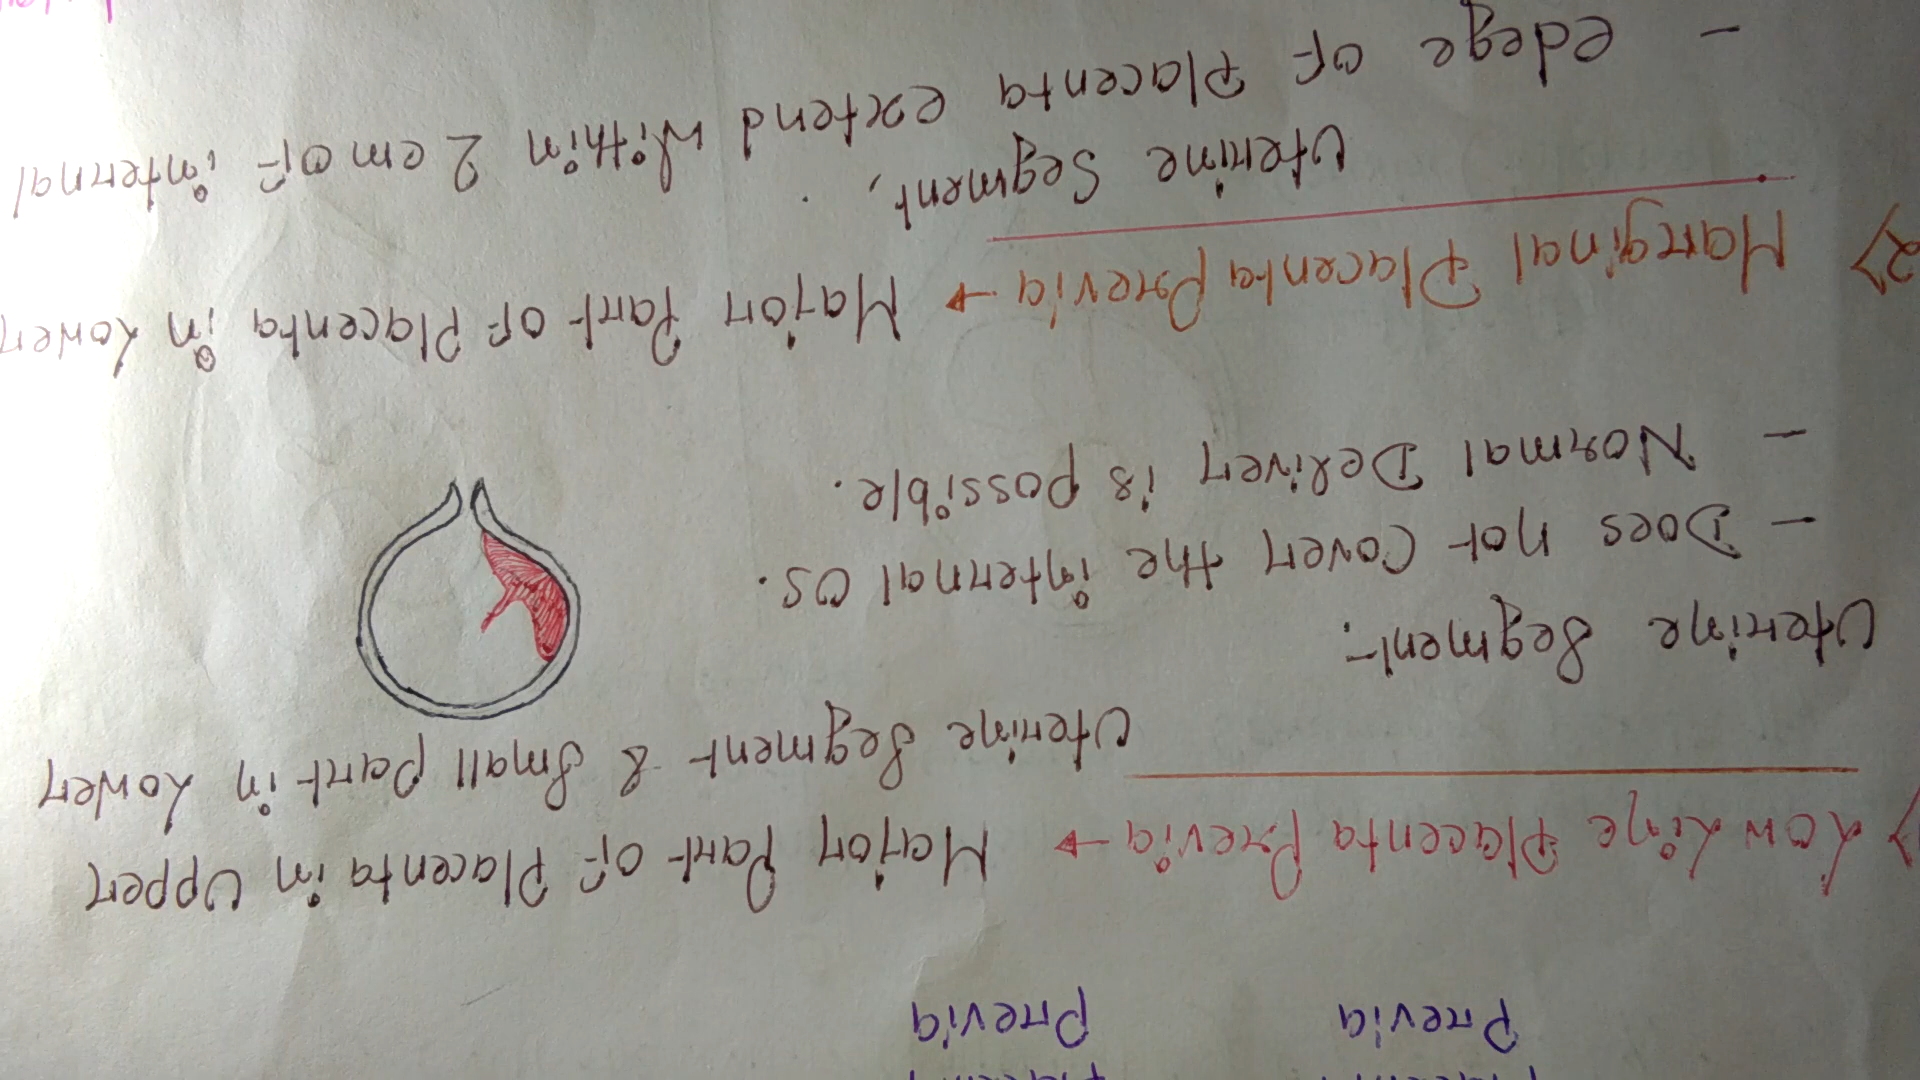 Previa Previa
1) Low Line Placenta Previa → Major Part of Placenta in Upper
Uterine Segment & Small Part in Lower
Uterine Segment.
- Does not Cover the internal OS.
- Normal Deliver is possible.
2) Marginal Placenta Previa → Major Part of Placenta in Lower
Uterine Segment,
- edege of Placenta extend within 2 cm of internal